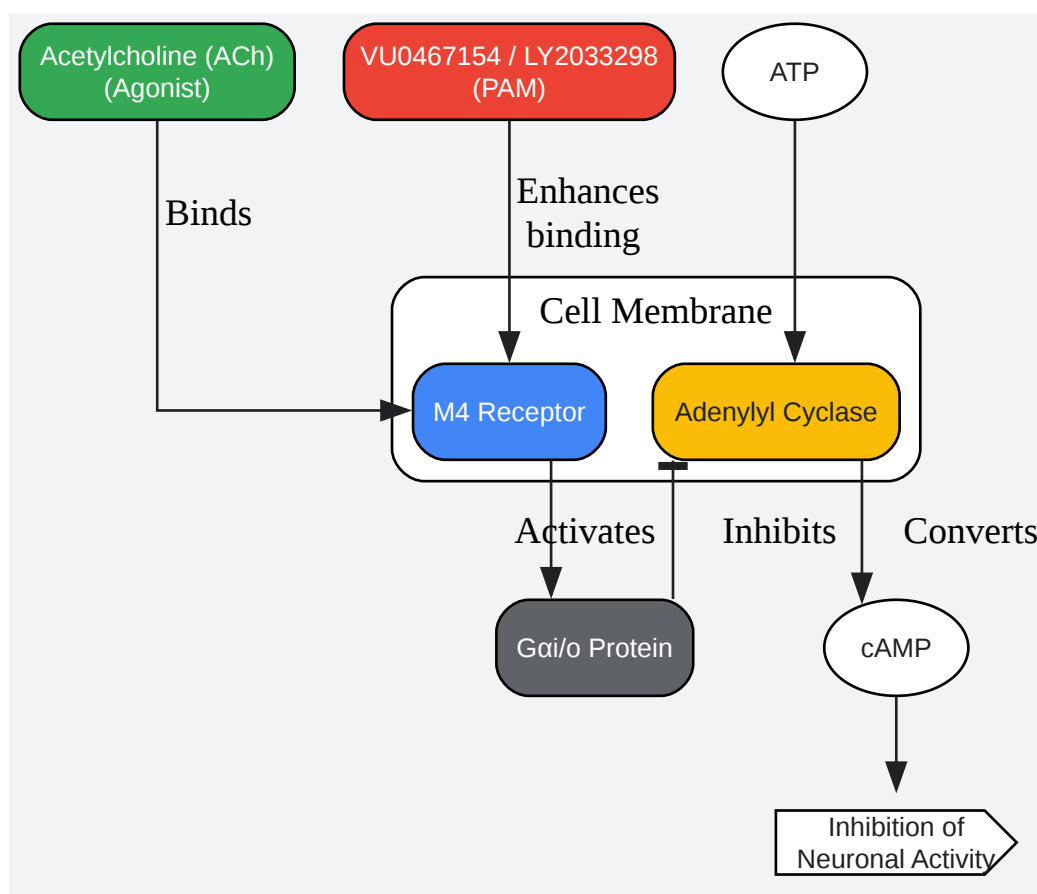 Acetylcholine (ACh)
(Agonist)
VU0467154 / LY2033298
(PAM)
ATP
Binds
Enhances
binding
Cell Membrane
M4 Receptor
Adenylyl Cyclase
Activates
Inhibits
Converts
Gαi/o Protein
cAMP
Inhibition of
Neuronal Activity